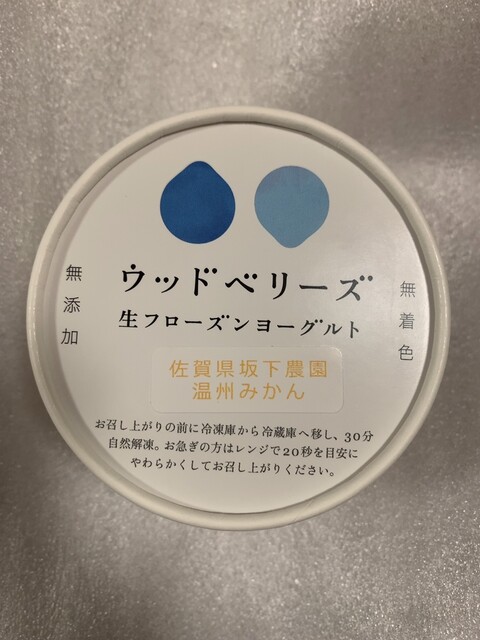 ウッドベリーズ
生フローズンヨーグルト
無添加
無着色
佐賀県坂下農園
温州みかん
お召し上がりの前に冷凍庫から冷蔵庫へ移し、30分
自然解凍。お急ぎの方はレンジで20秒を目安に
やわらかくしてお召し上がりください。